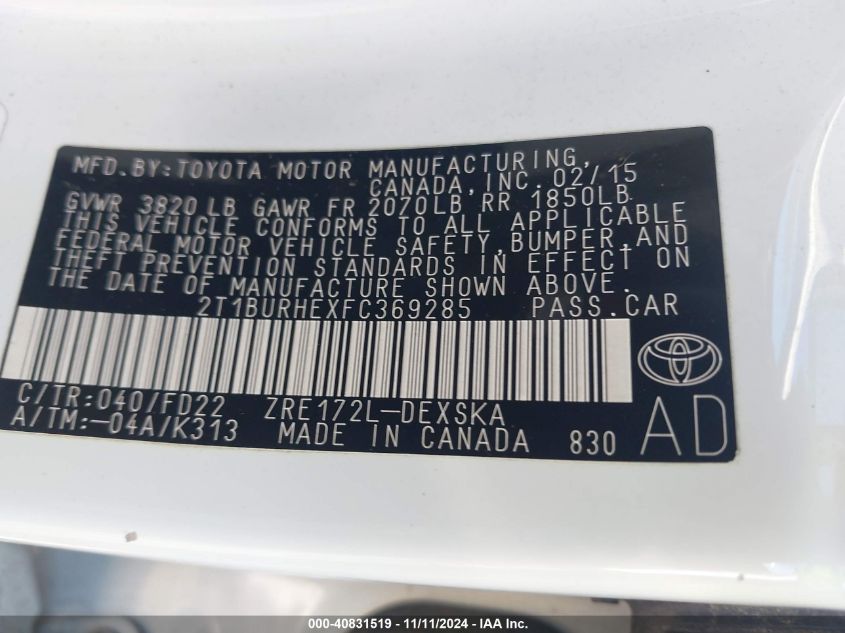 MFD. BY: TOYOTA MOTOR MANUFACTURING,
CANADA, INC. 02/15
GVWR 3820 LB GAWR FR 2070LB, RR 1850LB
THIS VEHICLE CONFORMS TO ALL APPLICABLE
FEDERAL MOTOR VEHICLE SAFETY, BUMPER, AND
THEFT PREVENTION STANDARDS IN EFFECT ON
THE DATE OF MANUFACTURE SHOWN ABOVE.
2T1BURHEXFC369285 PASS. CAR
C/TR: 040/FD22 ZRE172L-DEXSKA
A/TM: -04A/K313 MADE IN CANADA 830 AD
000-40831519 - 11/11/2024 - IAAI.com